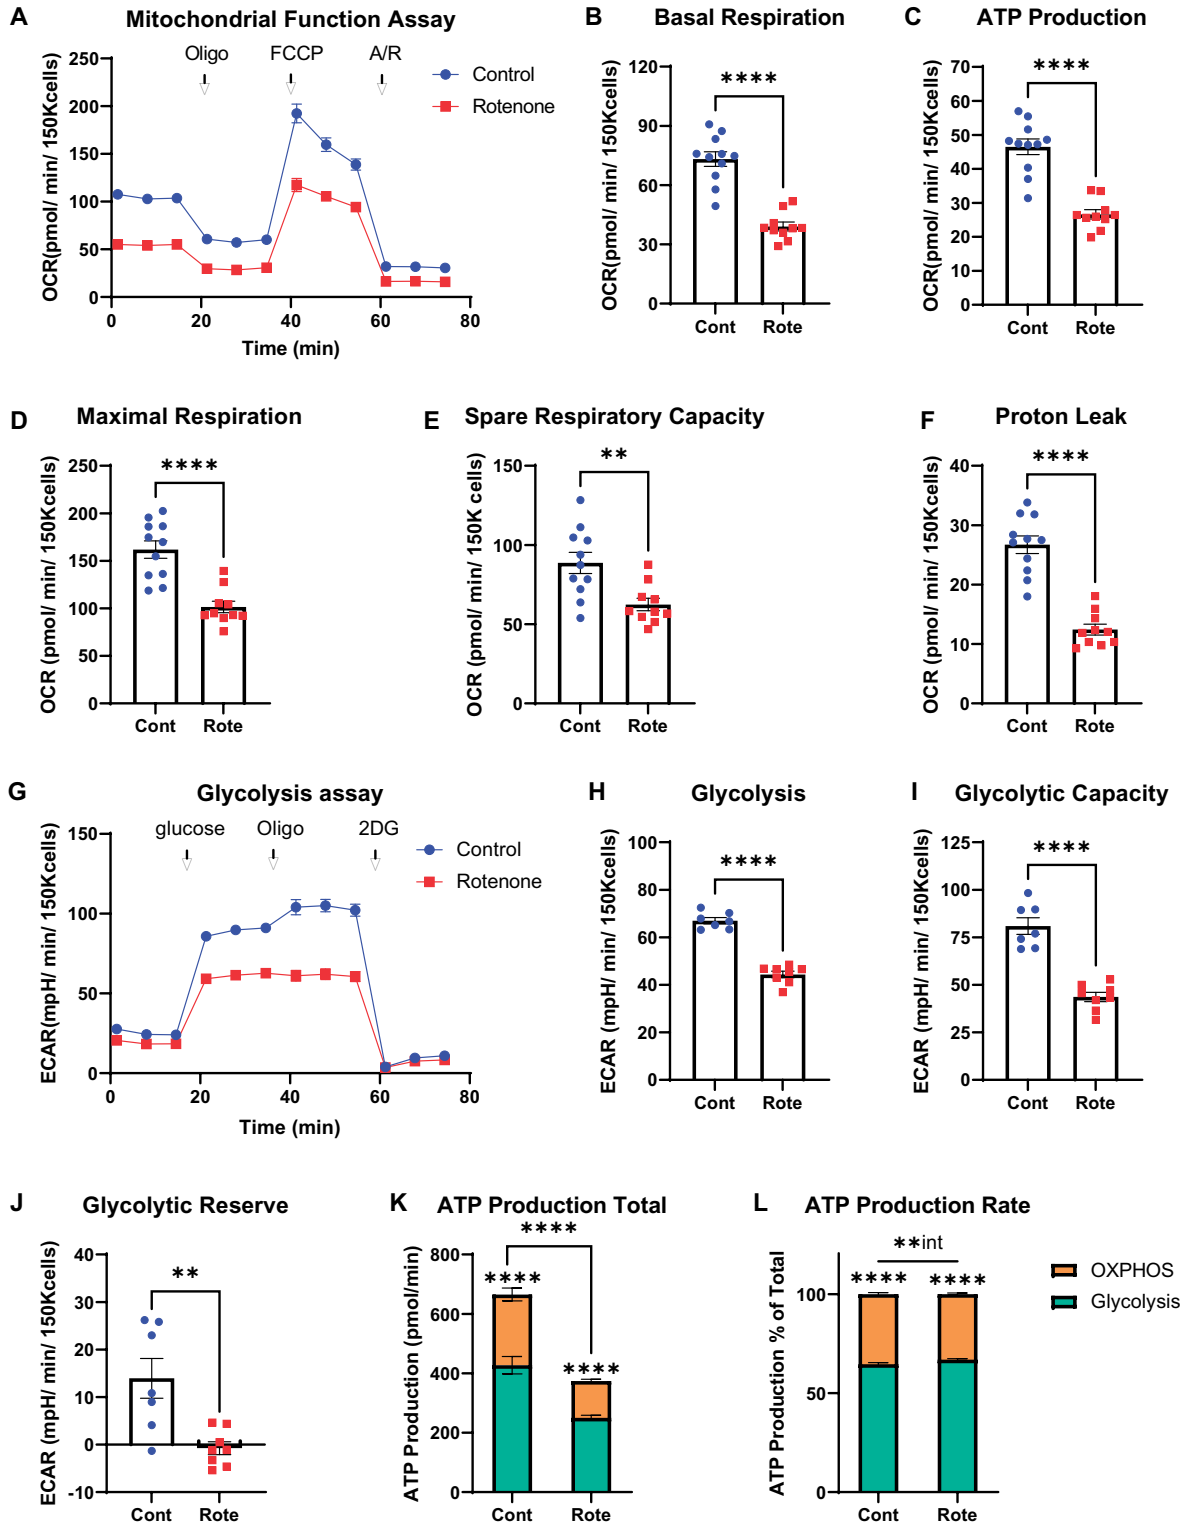 A Mitochondrial Function Assay
Oligo FCCP A/R
Control
Rotenone
OCR(pmol/ min/ 150Kcells)
250
200
150
100
50
0
0 20 40 60 80
Time (min)
B Basal Respiration
****
OCR(pmol/ min/ 150Kcells)
120
90
60
30
0
Cont Rote
C ATP Production
****
OCR(pmol/ min/ 150Kcells)
70
60
50
40
30
20
10
0
Cont Rote
D Maximal Respiration
****
OCR (pmol/ min/ 150Kcells)
250
200
150
100
50
0
Cont Rote
E Spare Respiratory Capacity
**
OCR (pmol/ min/ 150K cells)
150
100
50
0
Cont Rote
F Proton Leak
****
OCR (pmol/ min/ 150Kcells)
40
30
20
10
0
Cont Rote
G Glycolysis assay
glucose Oligo 2DG
Control
Rotenone
ECAR(mpH/ min/ 150Kcells)
150
100
50
0
0 20 40 60 80
Time (min)
H Glycolysis
****
ECAR (mpH/ min/ 150Kcells)
100
80
60
40
20
0
Cont Rote
I Glycolytic Capacity
****
ECAR (mpH/ min/ 150Kcells)
125
100
75
50
25
0
Cont Rote
J Glycolytic Reserve
**
ECAR (mpH/ min/ 150Kcells)
40
30
20
10
0
-10
Cont Rote
K ATP Production Total
****
****
****
ATP Production (pmol/min)
800
600
400
200
0
Cont Rote
L ATP Production Rate
**int
**** ****
ATP Production % of Total
100
50
0
Cont Rote
OXPHOS
Glycolysis